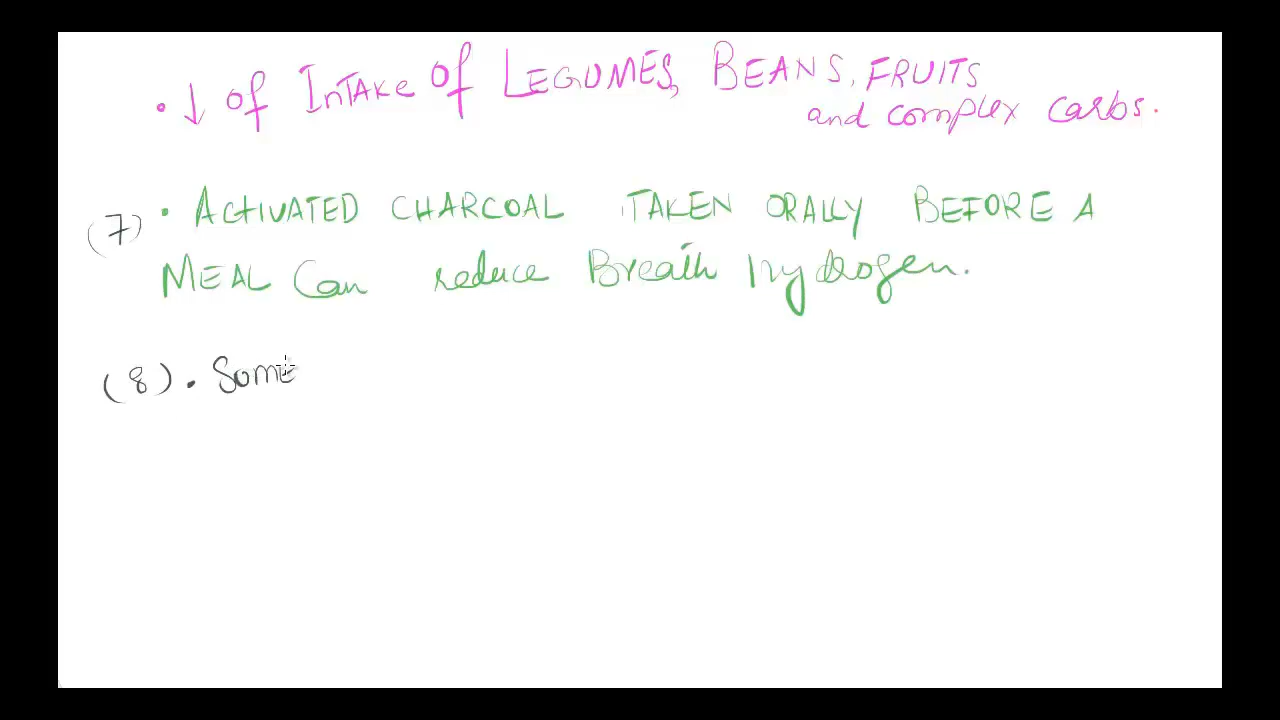 • ↓ of Intake of LEGUMES, BEANS, FRUITS
and complex carbs.
(7) • ACTIVATED CHARCOAL TAKEN ORALLY BEFORE A
MEAL Can reduce Breath Hydrogen.
(8). Some